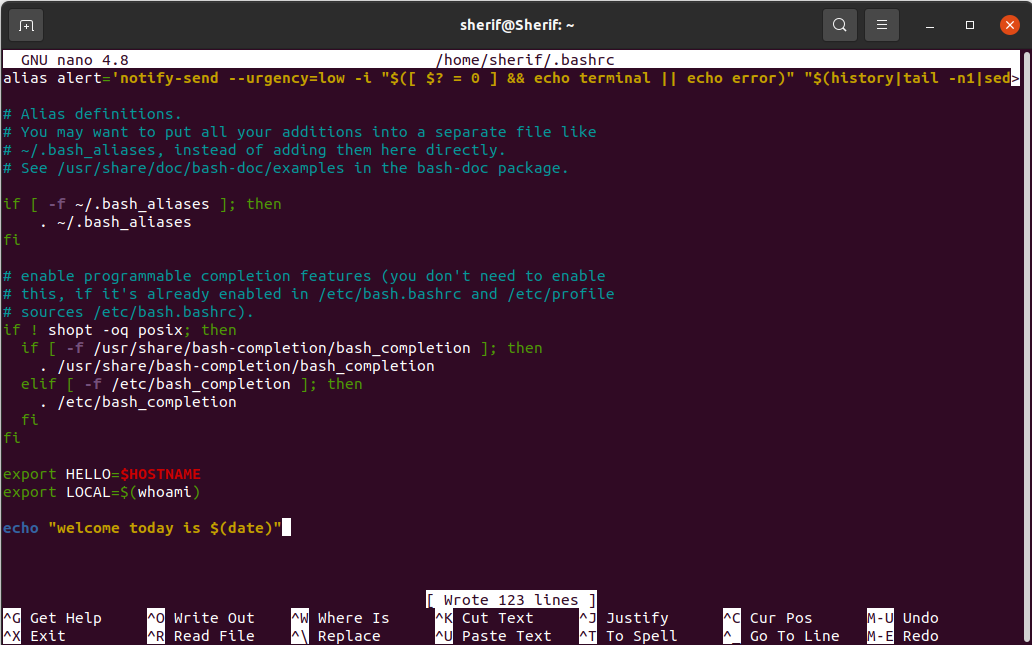 sherif@Sherif: ~
GNU nano 4.8 /home/sherif/.bashrc
alias alert='notify-send --urgency=low -i "$([ $? = 0 ] && echo terminal || echo error)" "$(history|tail -n1|sed>
# Alias definitions.
# You may want to put all your additions into a separate file like
# ~/.bash_aliases, instead of adding them here directly.
# See /usr/share/doc/bash-doc/examples in the bash-doc package.
if [ -f ~/.bash_aliases ]; then
    . ~/.bash_aliases
fi
# enable programmable completion features (you don't need to enable
# this, if it's already enabled in /etc/bash.bashrc and /etc/profile
# sources /etc/bash.bashrc).
if ! shopt -oq posix; then
  if [ -f /usr/share/bash-completion/bash_completion ]; then
    . /usr/share/bash-completion/bash_completion
  elif [ -f /etc/bash_completion ]; then
    . /etc/bash_completion
  fi
fi
export HELLO=$HOSTNAME
export LOCAL=$(whoami)
echo "welcome today is $(date)"
[ Wrote 123 lines ]
^G Get Help ^O Write Out ^W Where Is ^K Cut Text ^J Justify ^C Cur Pos M-U Undo
^X Exit ^R Read File ^\ Replace ^U Paste Text ^T To Spell ^_ Go To Line M-E Redo